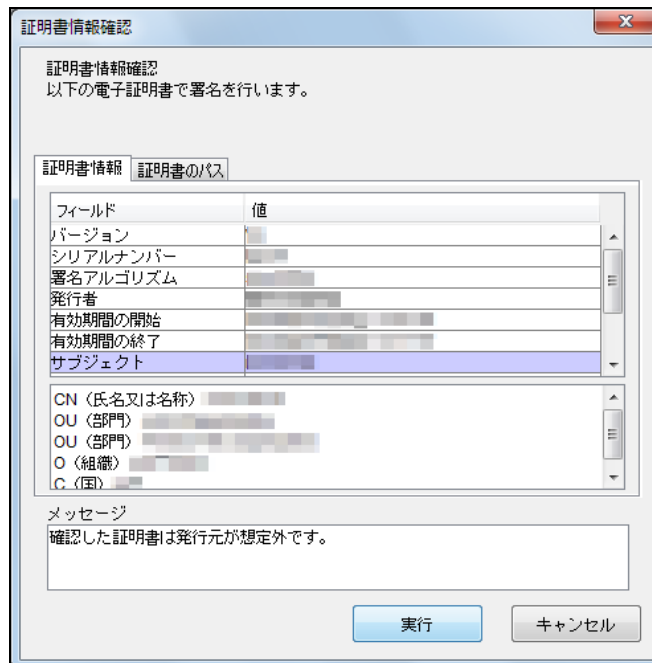 証明書情報確認
証明書情報確認
以下の電子証明書で署名を行います。
証明書情報 証明書のパス
フィールド 値
バージョン
シリアルナンバー
署名アルゴリズム
発行者
有効期間の開始
有効期間の終了
サブジェクト
CN（氏名又は名称）
OU（部門）
OU（部門）
O（組織）
C（国）
メッセージ
確認した証明書は発行元が想定外です。
実行 キャンセル